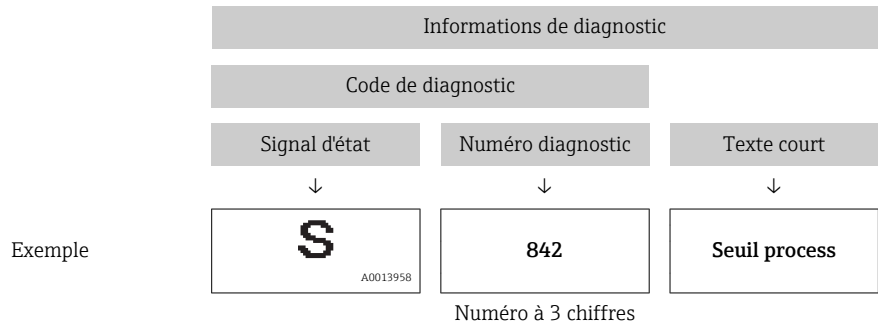 Informations de diagnostic
Code de diagnostic
Signal d'état Numéro diagnostic Texte court
↓ ↓ ↓
Exemple S 842 Seuil process
A0013958
Numéro à 3 chiffres